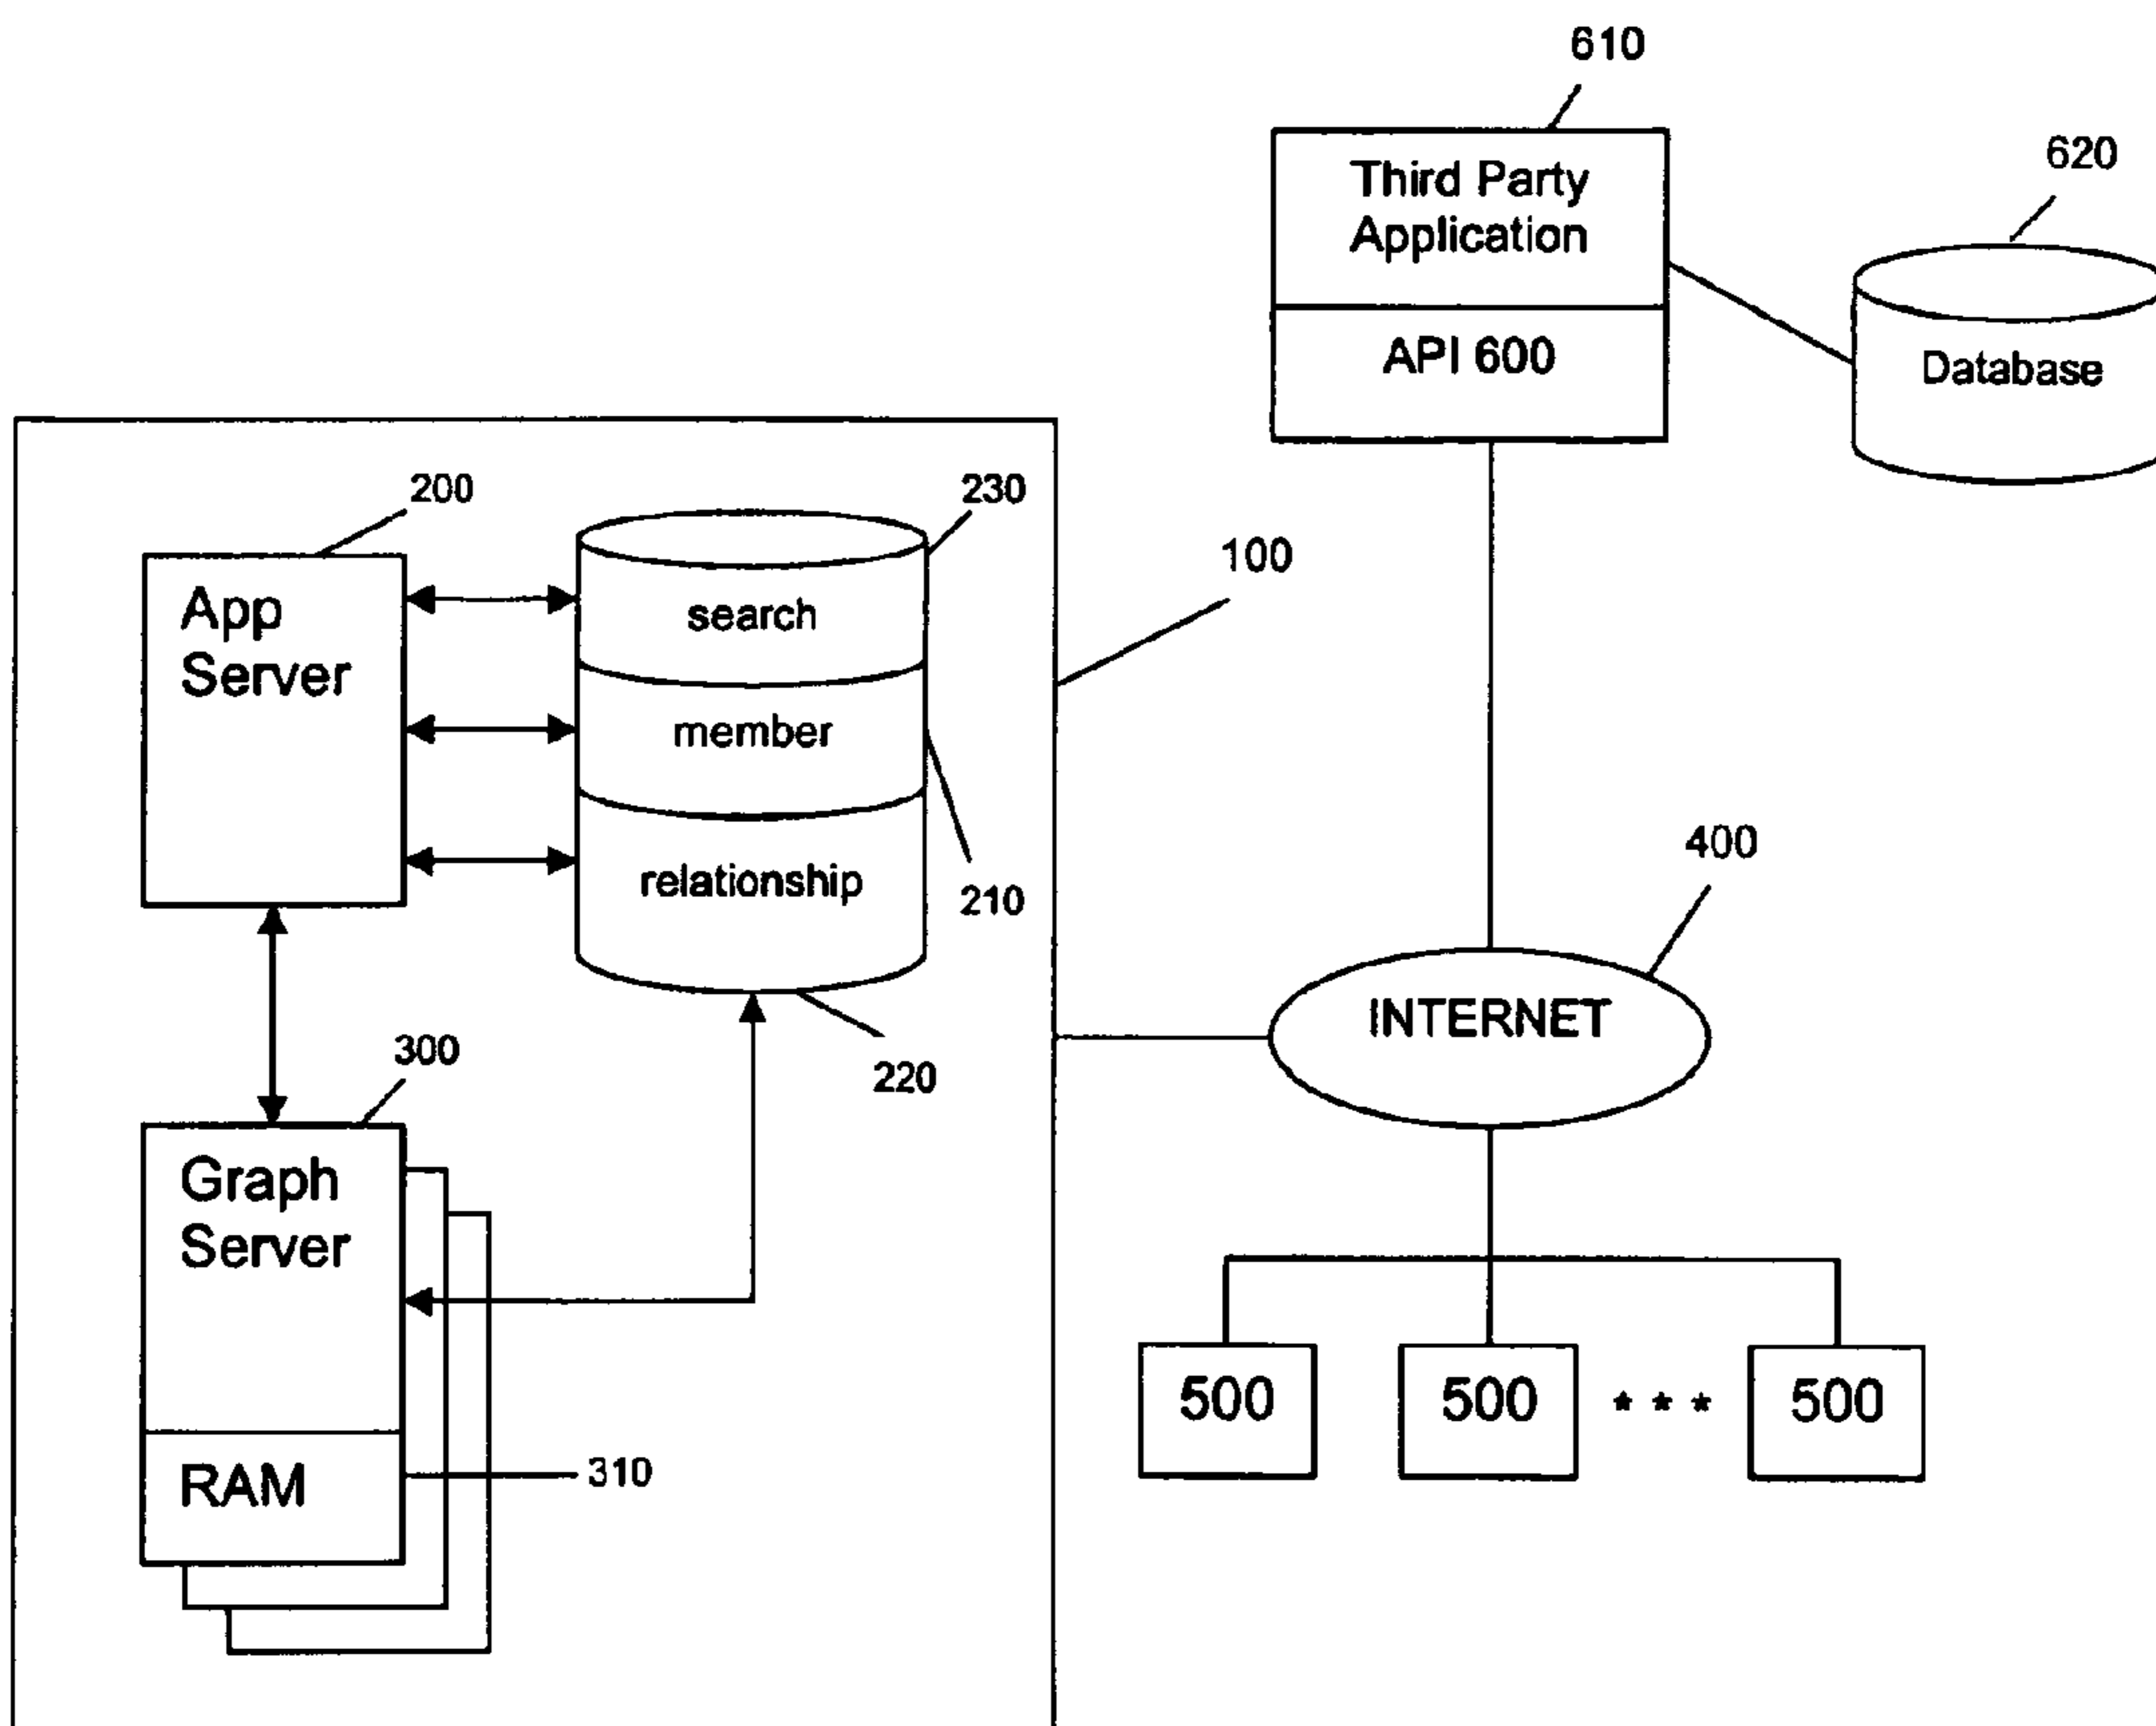 610
Third Party
Application
API 600
620
Database
100
200
App
Server
230
search
member
relationship
210
220
300
Graph
Server
RAM
310
400
INTERNET
500
500
* * *
500